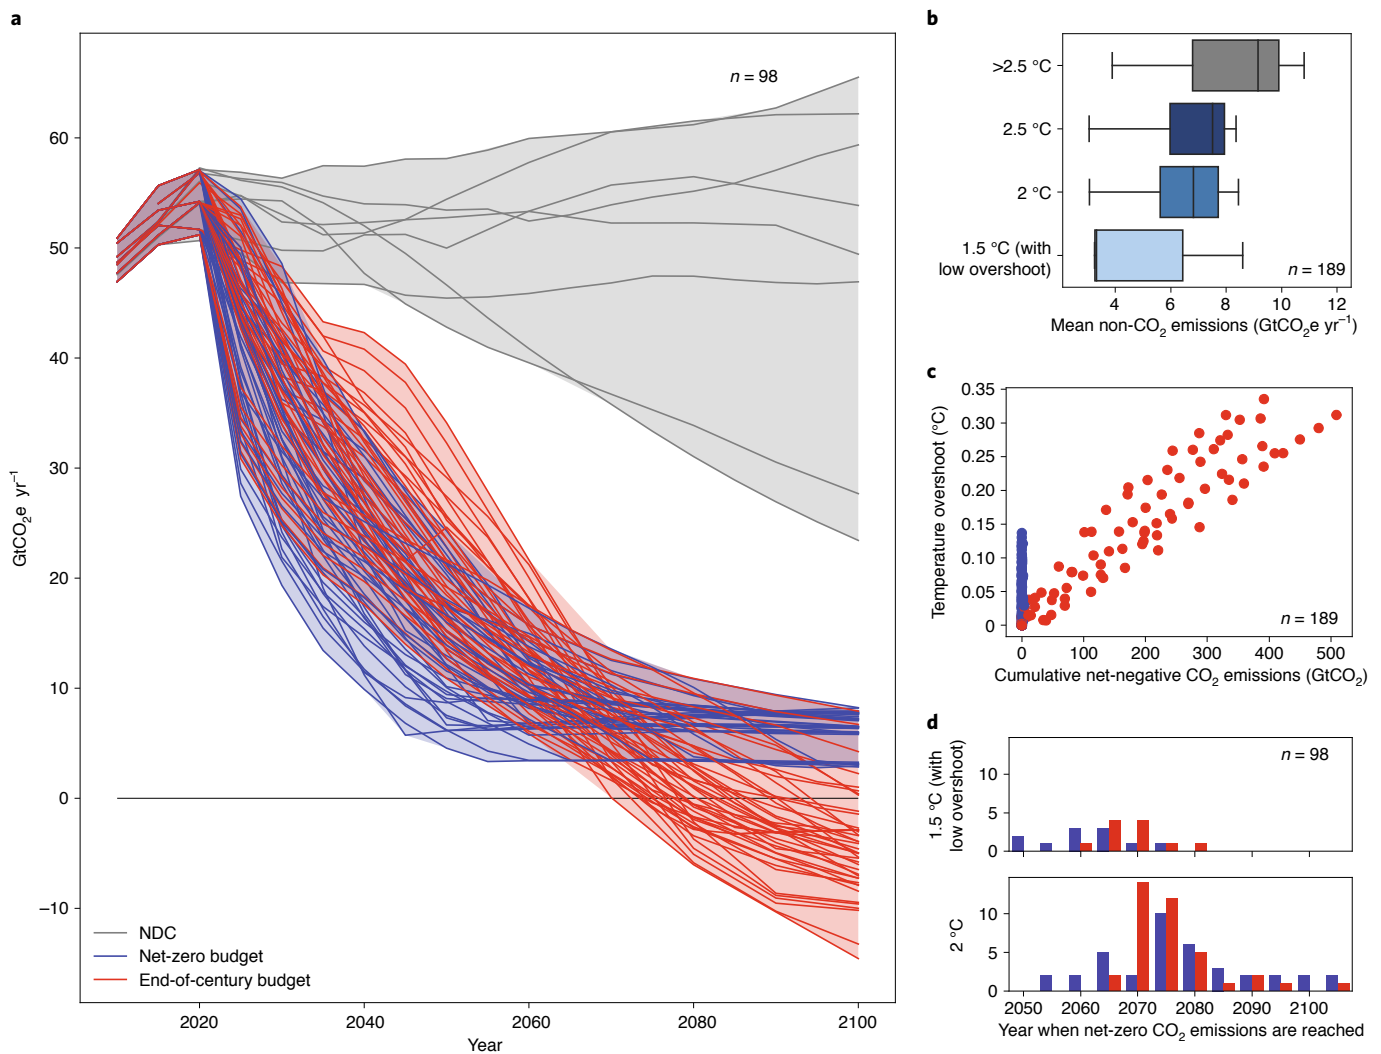 a
n = 98
60
50
40
30
20
10
0
−10
GtCO2e yr−1
NDC
Net-zero budget
End-of-century budget
2020
2040
2060
2080
2100
Year
b
>2.5 °C
2.5 °C
2 °C
1.5 °C (with
low overshoot)
n = 189
4
6
8
10
12
Mean non-CO2 emissions (GtCO2e yr−1)
c
0.35
0.30
0.25
0.20
0.15
0.10
0.05
0
Temperature overshoot (°C)
n = 189
0
100
200
300
400
500
Cumulative net-negative CO2 emissions (GtCO2)
d
1.5 °C (with
low overshoot)
n = 98
10
5
0
2 °C
10
5
0
2050
2060
2070
2080
2090
2100
Year when net-zero CO2 emissions are reached